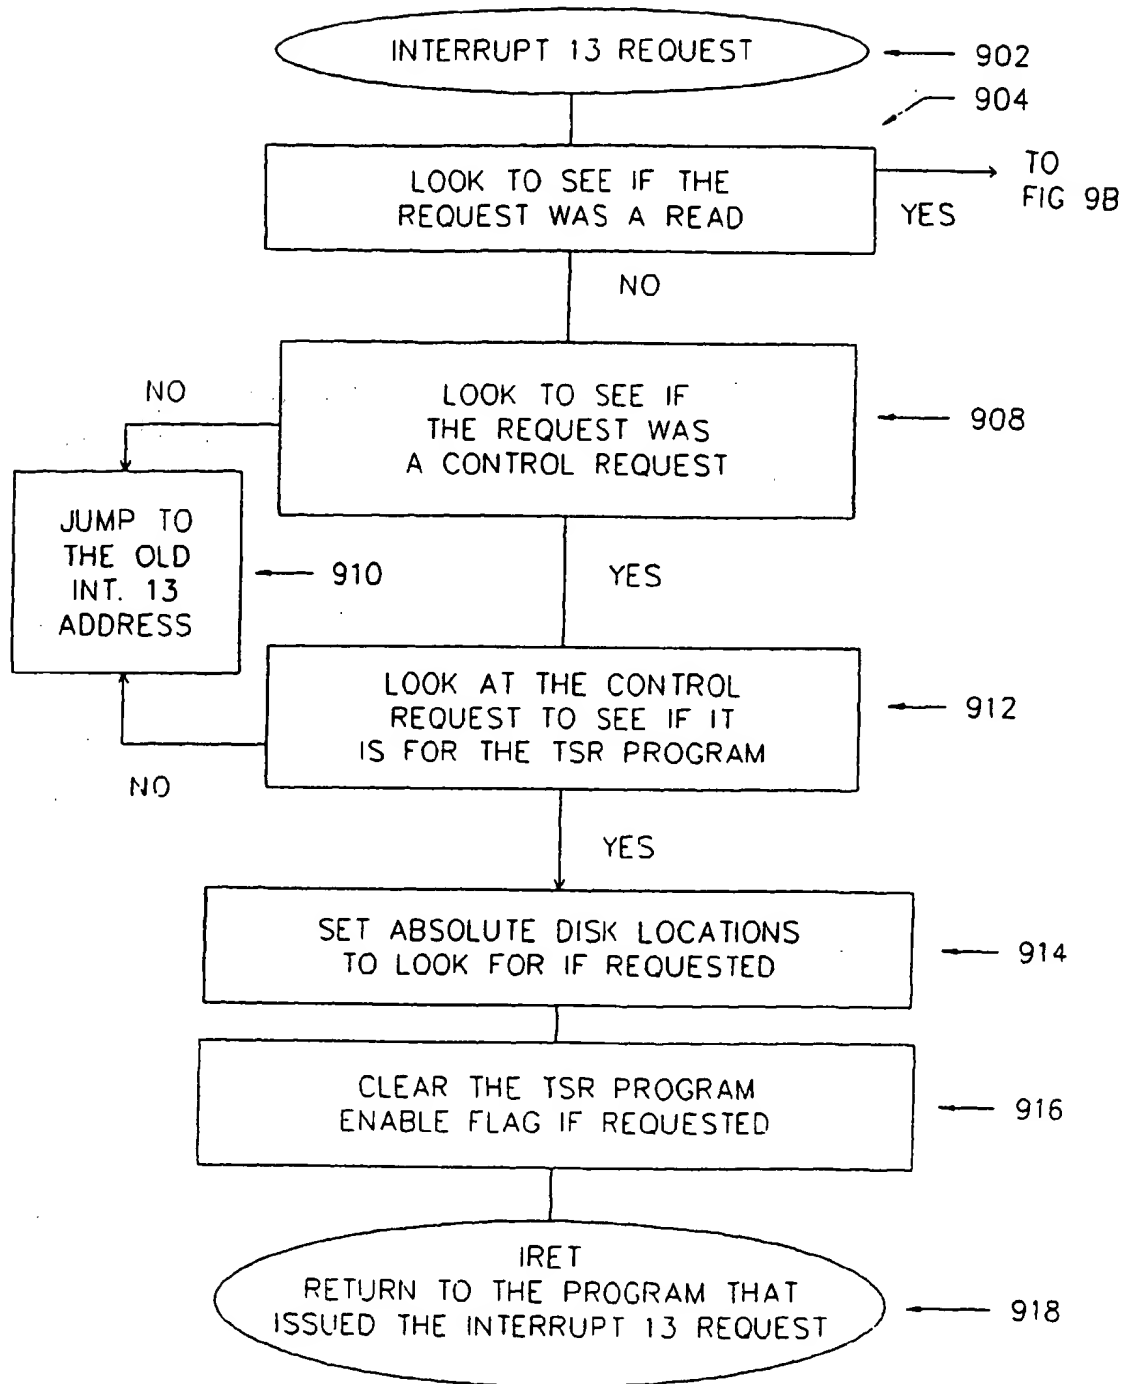 INTERRUPT 13 REQUEST
902
904
LOOK TO SEE IF THE
REQUEST WAS A READ
TO
FIG 9B
YES
NO
LOOK TO SEE IF
THE REQUEST WAS
A CONTROL REQUEST
908
NO
JUMP TO
THE OLD
INT. 13
ADDRESS
910
YES
LOOK AT THE CONTROL
REQUEST TO SEE IF IT
IS FOR THE TSR PROGRAM
912
NO
YES
SET ABSOLUTE DISK LOCATIONS
TO LOOK FOR IF REQUESTED
914
CLEAR THE TSR PROGRAM
ENABLE FLAG IF REQUESTED
916
IRET
RETURN TO THE PROGRAM THAT
ISSUED THE INTERRUPT 13 REQUEST
918